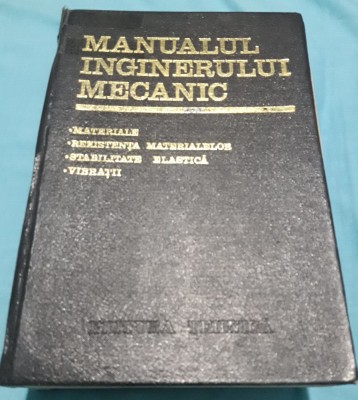 MANUALUL
INGINERULUI
MECANIC
•MATERIALE
•REZISTENȚA MATERIALELOR
•STABILITATE ELASTICĂ
•VIBRAȚII
EDITURA TEHNICĂ